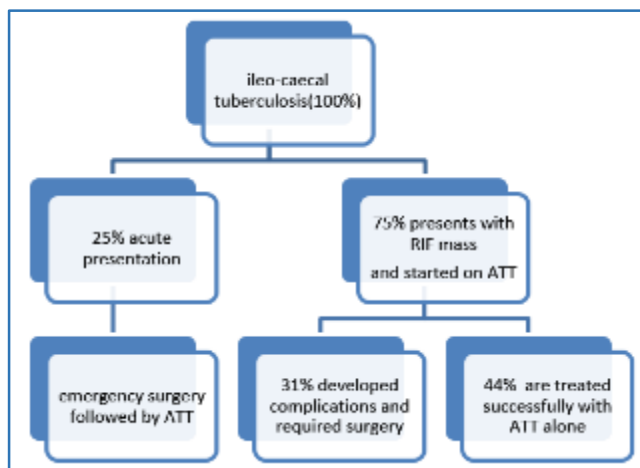 ileo-caecal
tuberculosis(100%)
25% acute
presentation
75% presents with
RIF mass
and started on ATT
emergency surgery
followed by ATT
31% developed
complications and
required surgery
44% are treated
successfully with
ATT alone